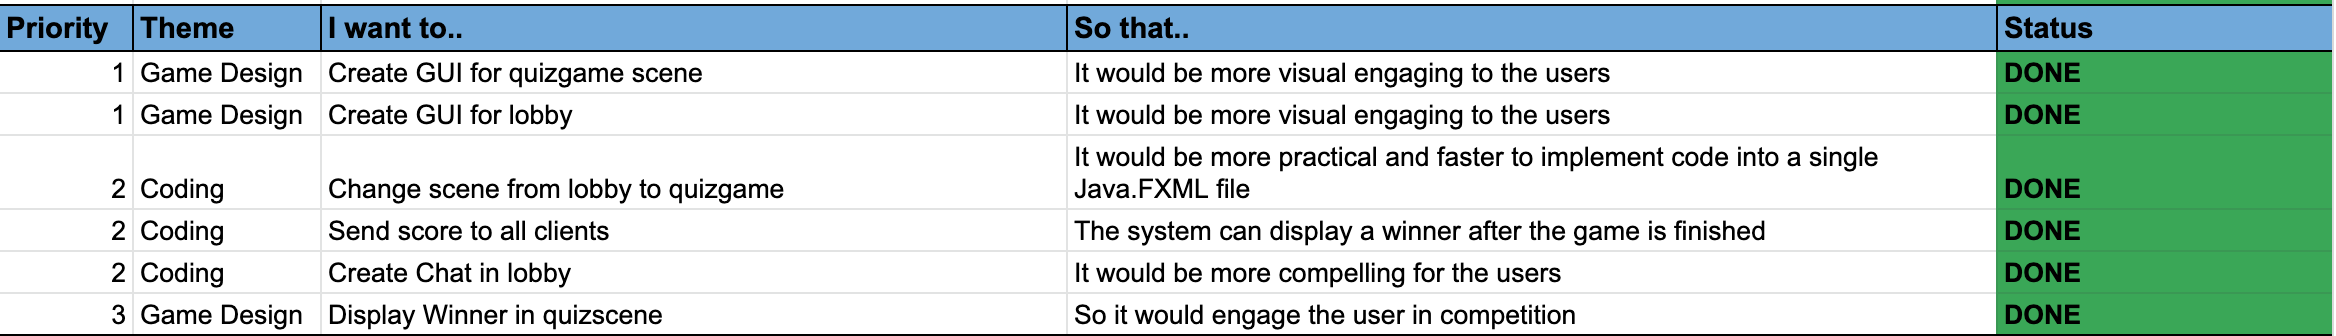 Priority Theme I want to.. So that.. Status
1 Game Design Create GUI for quizgame scene It would be more visual engaging to the users DONE
1 Game Design Create GUI for lobby It would be more visual engaging to the users DONE
It would be more practical and faster to implement code into a single
2 Coding Change scene from lobby to quizgame Java.FXML file DONE
2 Coding Send score to all clients The system can display a winner after the game is finished DONE
2 Coding Create Chat in lobby It would be more compelling for the users DONE
3 Game Design Display Winner in quizscene So it would engage the user in competition DONE